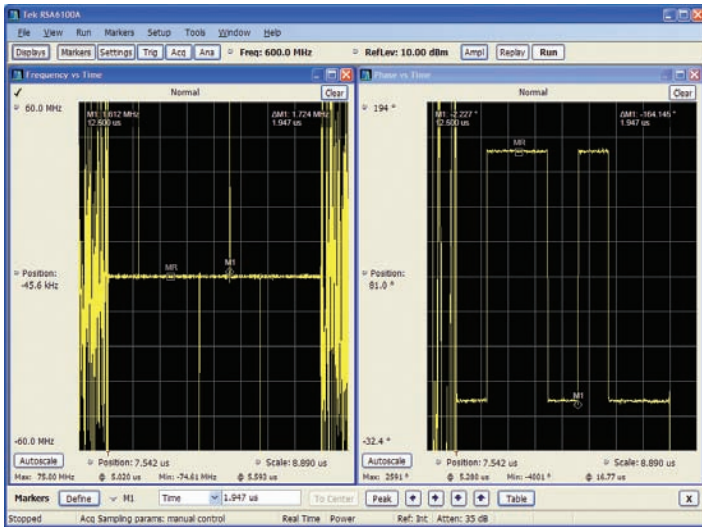 Tek RSA6100A
File View Run Markers Setup Tools Window Help
Displays Markers Settings Trig Acq Ana Freq: 600.0 MHz RefLev: 10.00 dBm Ampl Replay Run
Frequency vs Time
Normal Clear
60.0 MHz
M1: 1.612 MHz
12.600 us
ΔM1: 1.724 MHz
1.947 us
MR
M1
Position:
-45.6 kHz
-60.0 MHz
Autoscale Position: 7.542 us Scale: 8.890 us
Max: 75.00 MHz @ 5.020 us Min: -74.61 MHz @ 5.593 us
Phase vs Time
Normal Clear
194 °
M1: -2.227 °
12.600 us
ΔM1: -164.145°
1.947 us
MR
M1
Position:
81.0 °
-32.4 °
Autoscale Position: 7.542 us Scale: 8.890 us
Max: 2591 ° @ 5.280 us Min: -4001 ° @ 16.77 us
Markers Define M1 Time 1.947 us To Center Peak Table X
Stopped Acq Sampling params: manual control Real Time Power Ref: Int Atten: 35 dB